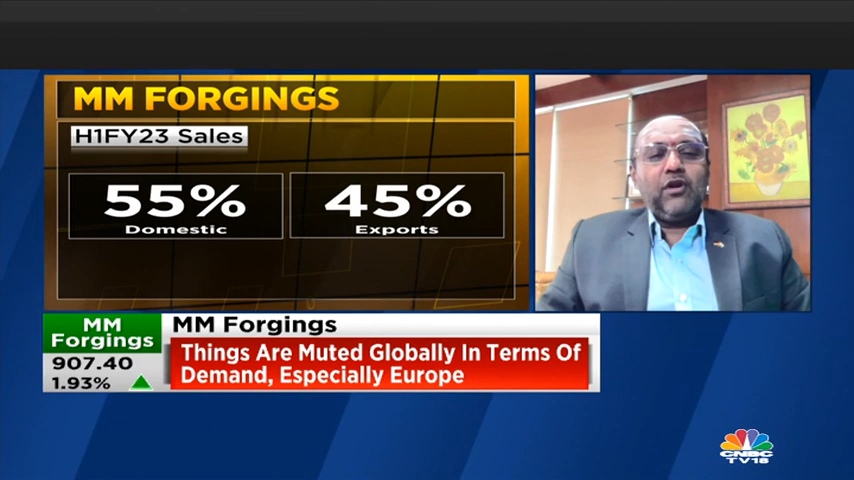 MM FORGINGS
H1FY23 Sales
55%
Domestic
45%
Exports
MM
Forgings
907.40
1.93%
MM Forgings
Things Are Muted Globally In Terms Of
Demand, Especially Europe
CNBC
TV18